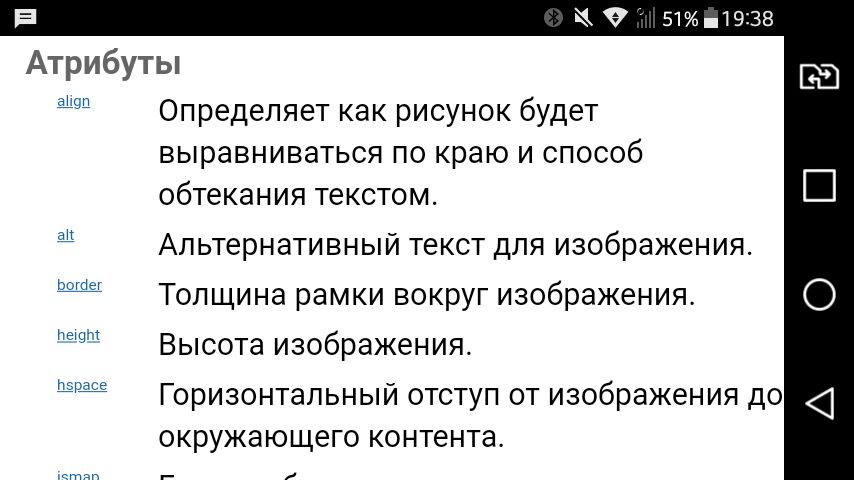 51% 19:38
Атрибуты
align
Определяет как рисунок будет
выравниваться по краю и способ
обтекания текстом.
alt
Альтернативный текст для изображения.
border
Толщина рамки вокруг изображения.
height
Высота изображения.
hspace
Горизонтальный отступ от изображения до
окружающего контента.
ismap